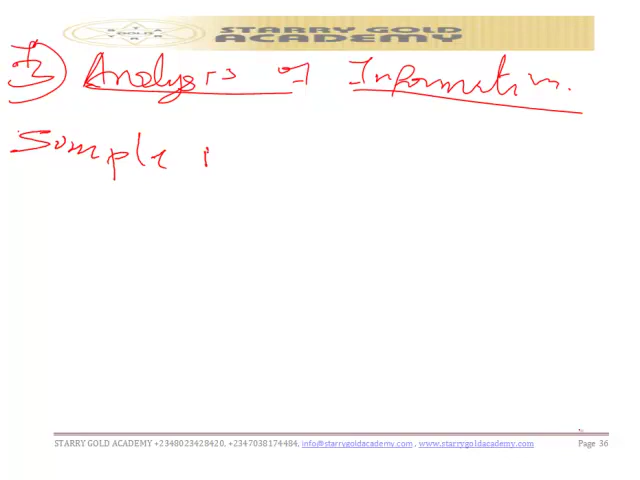 STARRY GOLD
ACADEMY
Analysis of Information.
Sample
STARRY GOLD ACADEMY +2348023428420, +2347038174484, info@starrygoldacademy.com , www.starrygoldacademy.com Page 36